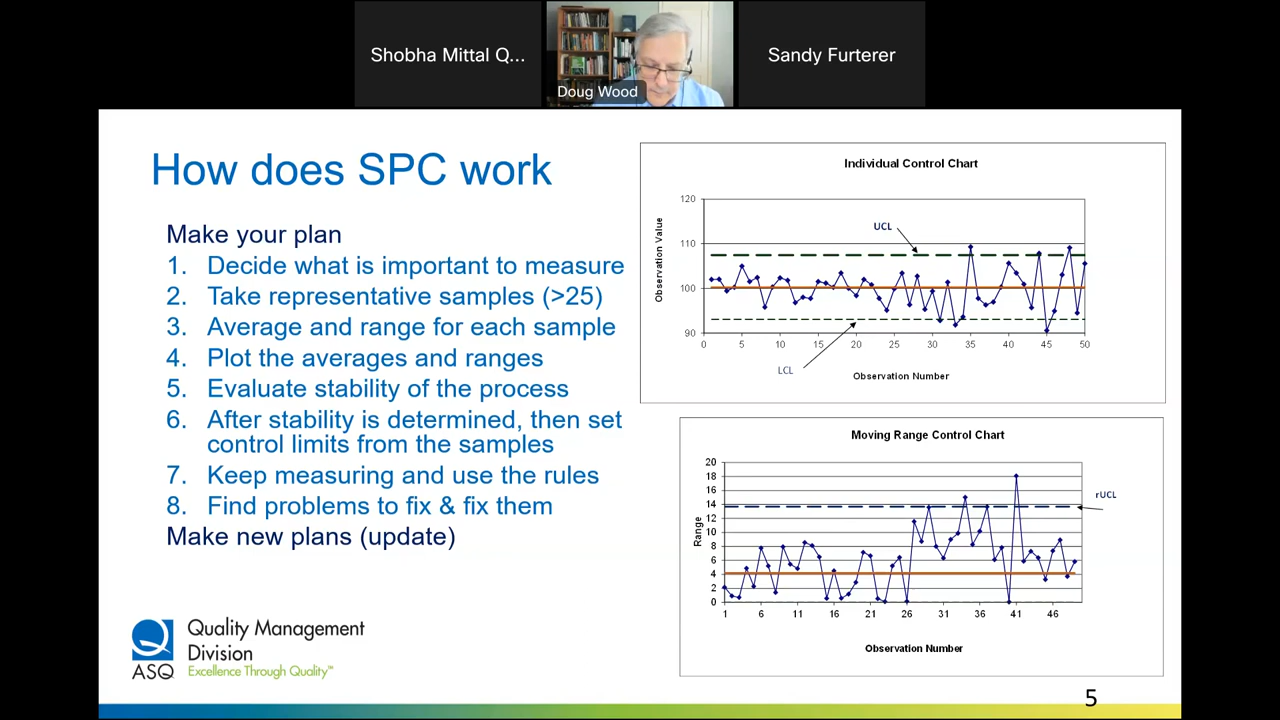 Shobha Mittal Q...
Doug Wood
Sandy Furterer
How does SPC work
Make your plan
1. Decide what is important to measure
2. Take representative samples (>25)
3. Average and range for each sample
4. Plot the averages and ranges
5. Evaluate stability of the process
6. After stability is determined, then set
control limits from the samples
7. Keep measuring and use the rules
8. Find problems to fix & fix them
Make new plans (update)
Individual Control Chart
Observation Value
120
110
100
90
UCL
LCL
0 5 10 15 20 25 30 35 40 45 50
Observation Number
Moving Range Control Chart
Range
20
18
16
14
12
10
8
6
4
2
0
rUCL
1 6 11 16 21 26 31 36 41 46
Observation Number
ASQ
Quality Management
Division
Excellence Through Quality™
5